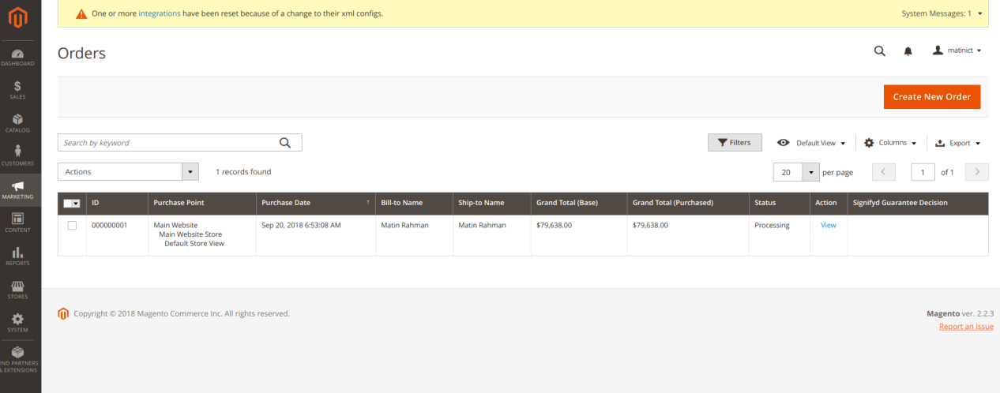 One or more integrations have been reset because of a change to their xml configs.
System Messages: 1
Orders
matinict
Create New Order
DASHBOARD
SALES
CATALOG
CUSTOMERS
MARKETING
CONTENT
REPORTS
STORES
SYSTEM
IND PARTNERS
& EXTENSIONS
Search by keyword
Filters
Default View
Columns
Export
Actions
1 records found
20
per page
1
of 1
ID
Purchase Point
Purchase Date ↑
Bill-to Name
Ship-to Name
Grand Total (Base)
Grand Total (Purchased)
Status
Action
Signifyd Guarantee Decision
000000001
Main Website
Main Website Store
Default Store View
Sep 20, 2018 6:53:08 AM
Matin Rahman
Matin Rahman
$79,638.00
$79,638.00
Processing
View
Copyright © 2018 Magento Commerce Inc. All rights reserved.
Magento ver. 2.2.3
Report an Issue